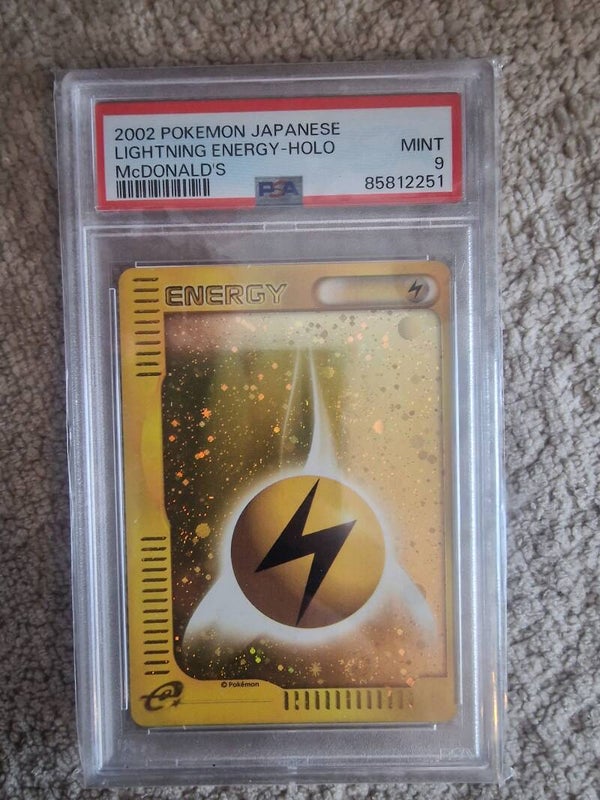 2002 POKEMON JAPANESE
LIGHTNING ENERGY-HOLO MINT
McDONALD'S 9
PSA 85812251
ENERGY
© Pokémon
e